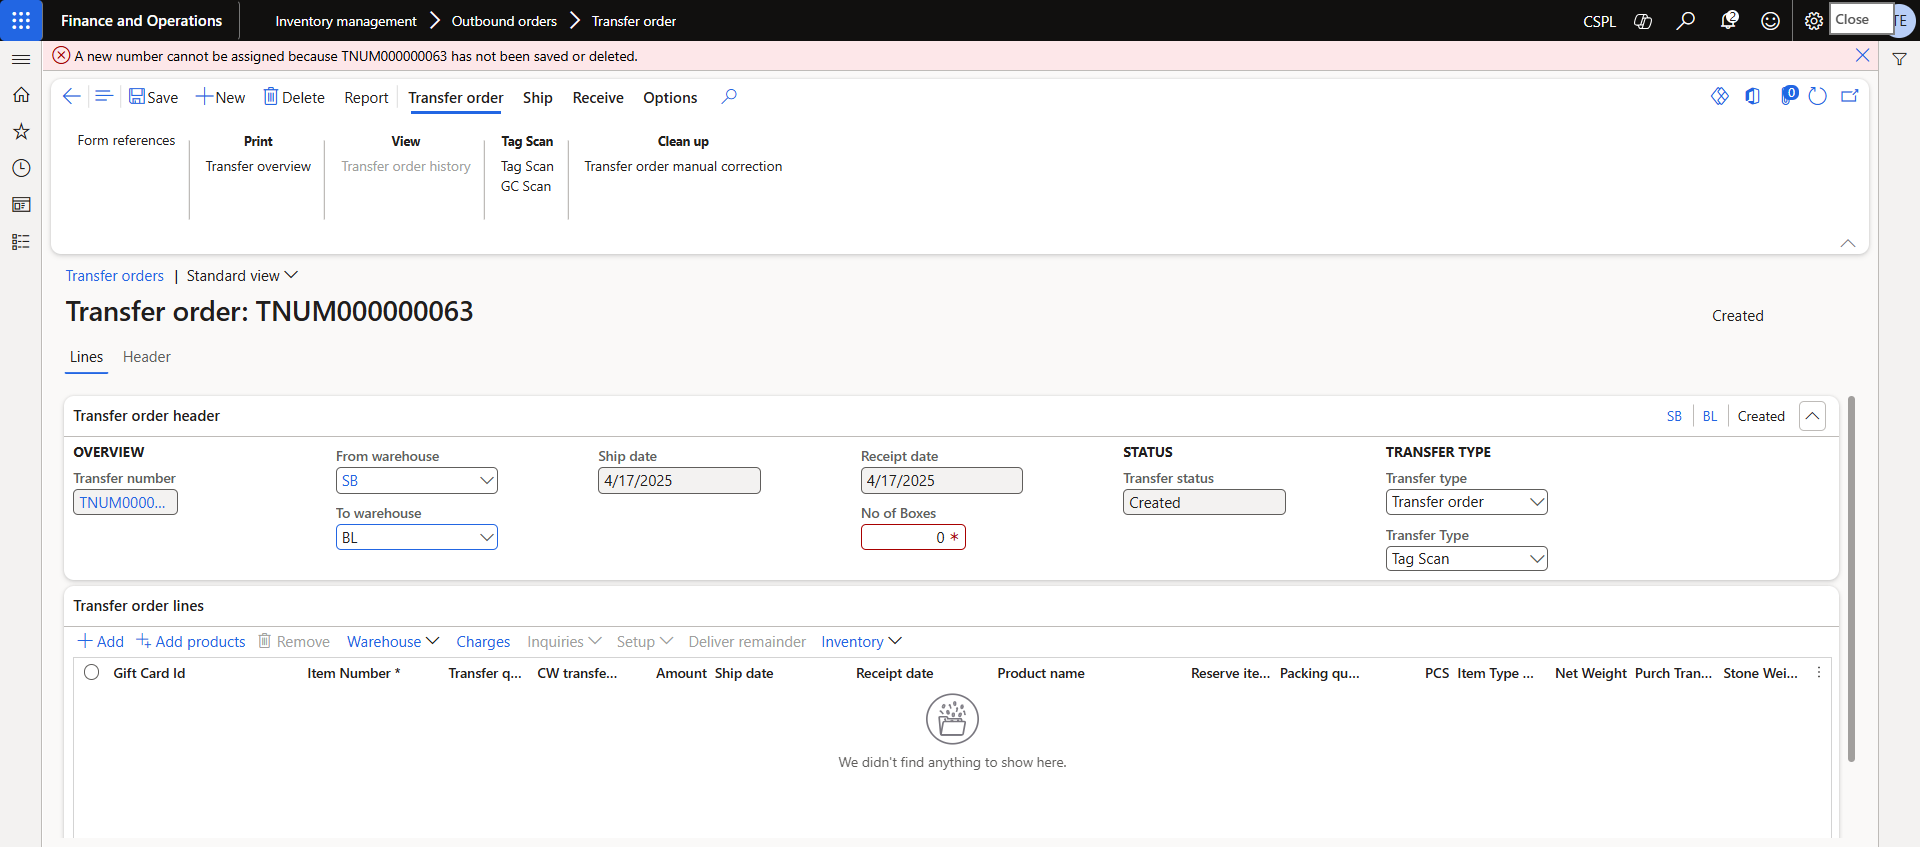 Finance and Operations
Inventory management > Outbound orders > Transfer order
CSPL
2
Close
TE
A new number cannot be assigned because TNUM000000063 has not been saved or deleted.
Save
New
Delete
Report
Transfer order
Ship
Receive
Options
0
Form references
Print
Transfer overview
View
Transfer order history
Tag Scan
Tag Scan
GC Scan
Clean up
Transfer order manual correction
Transfer orders | Standard view
Transfer order: TNUM000000063
Created
Lines
Header
Transfer order header
SB
BL
Created
OVERVIEW
Transfer number
TNUM0000...
From warehouse
SB
To warehouse
BL
Ship date
4/17/2025
Receipt date
4/17/2025
No of Boxes
0 *
STATUS
Transfer status
Created
TRANSFER TYPE
Transfer type
Transfer order
Transfer Type
Tag Scan
Transfer order lines
Add
Add products
Remove
Warehouse
Charges
Inquiries
Setup
Deliver remainder
Inventory
Gift Card Id
Item Number *
Transfer q...
CW transfe...
Amount
Ship date
Receipt date
Product name
Reserve ite...
Packing qu...
PCS
Item Type ...
Net Weight
Purch Tran...
Stone Wei...
We didn't find anything to show here.